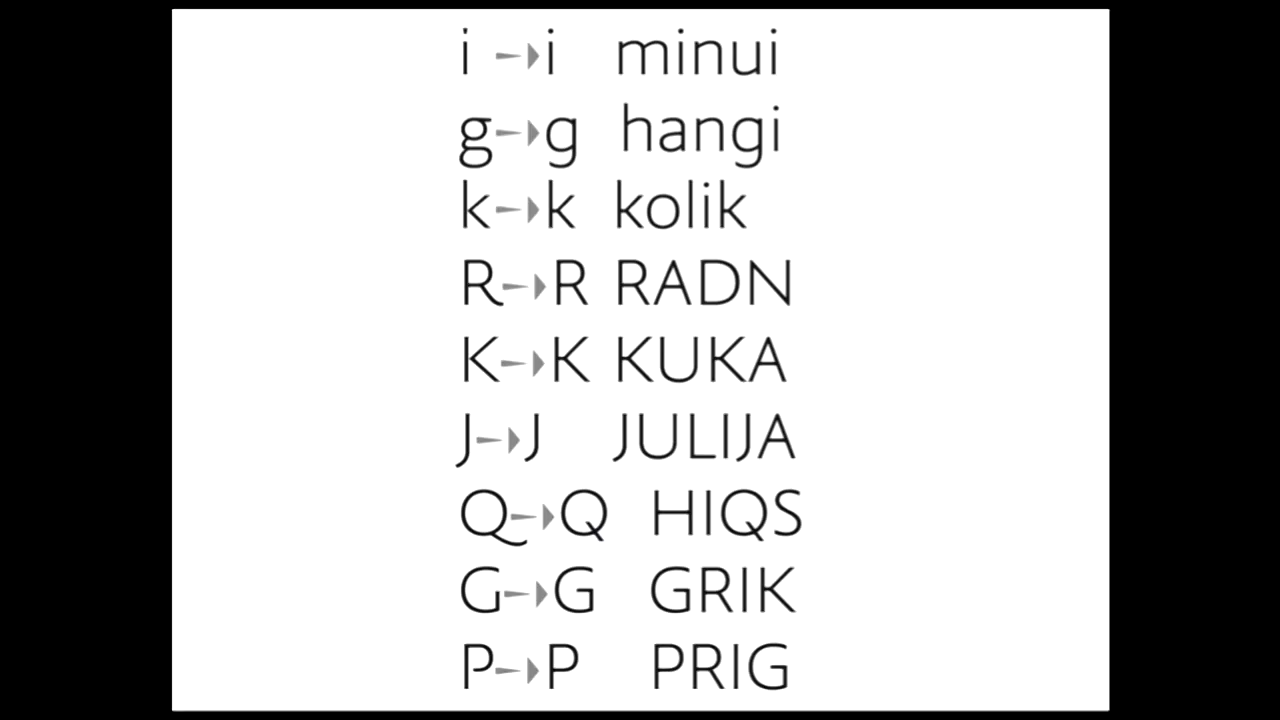 i → i minui
g → g hangi
k → k kolik
R → R RADN
K → K KUKA
J → J JULIJA
Q → Q HIQS
G → G GRIK
P → P PRIG